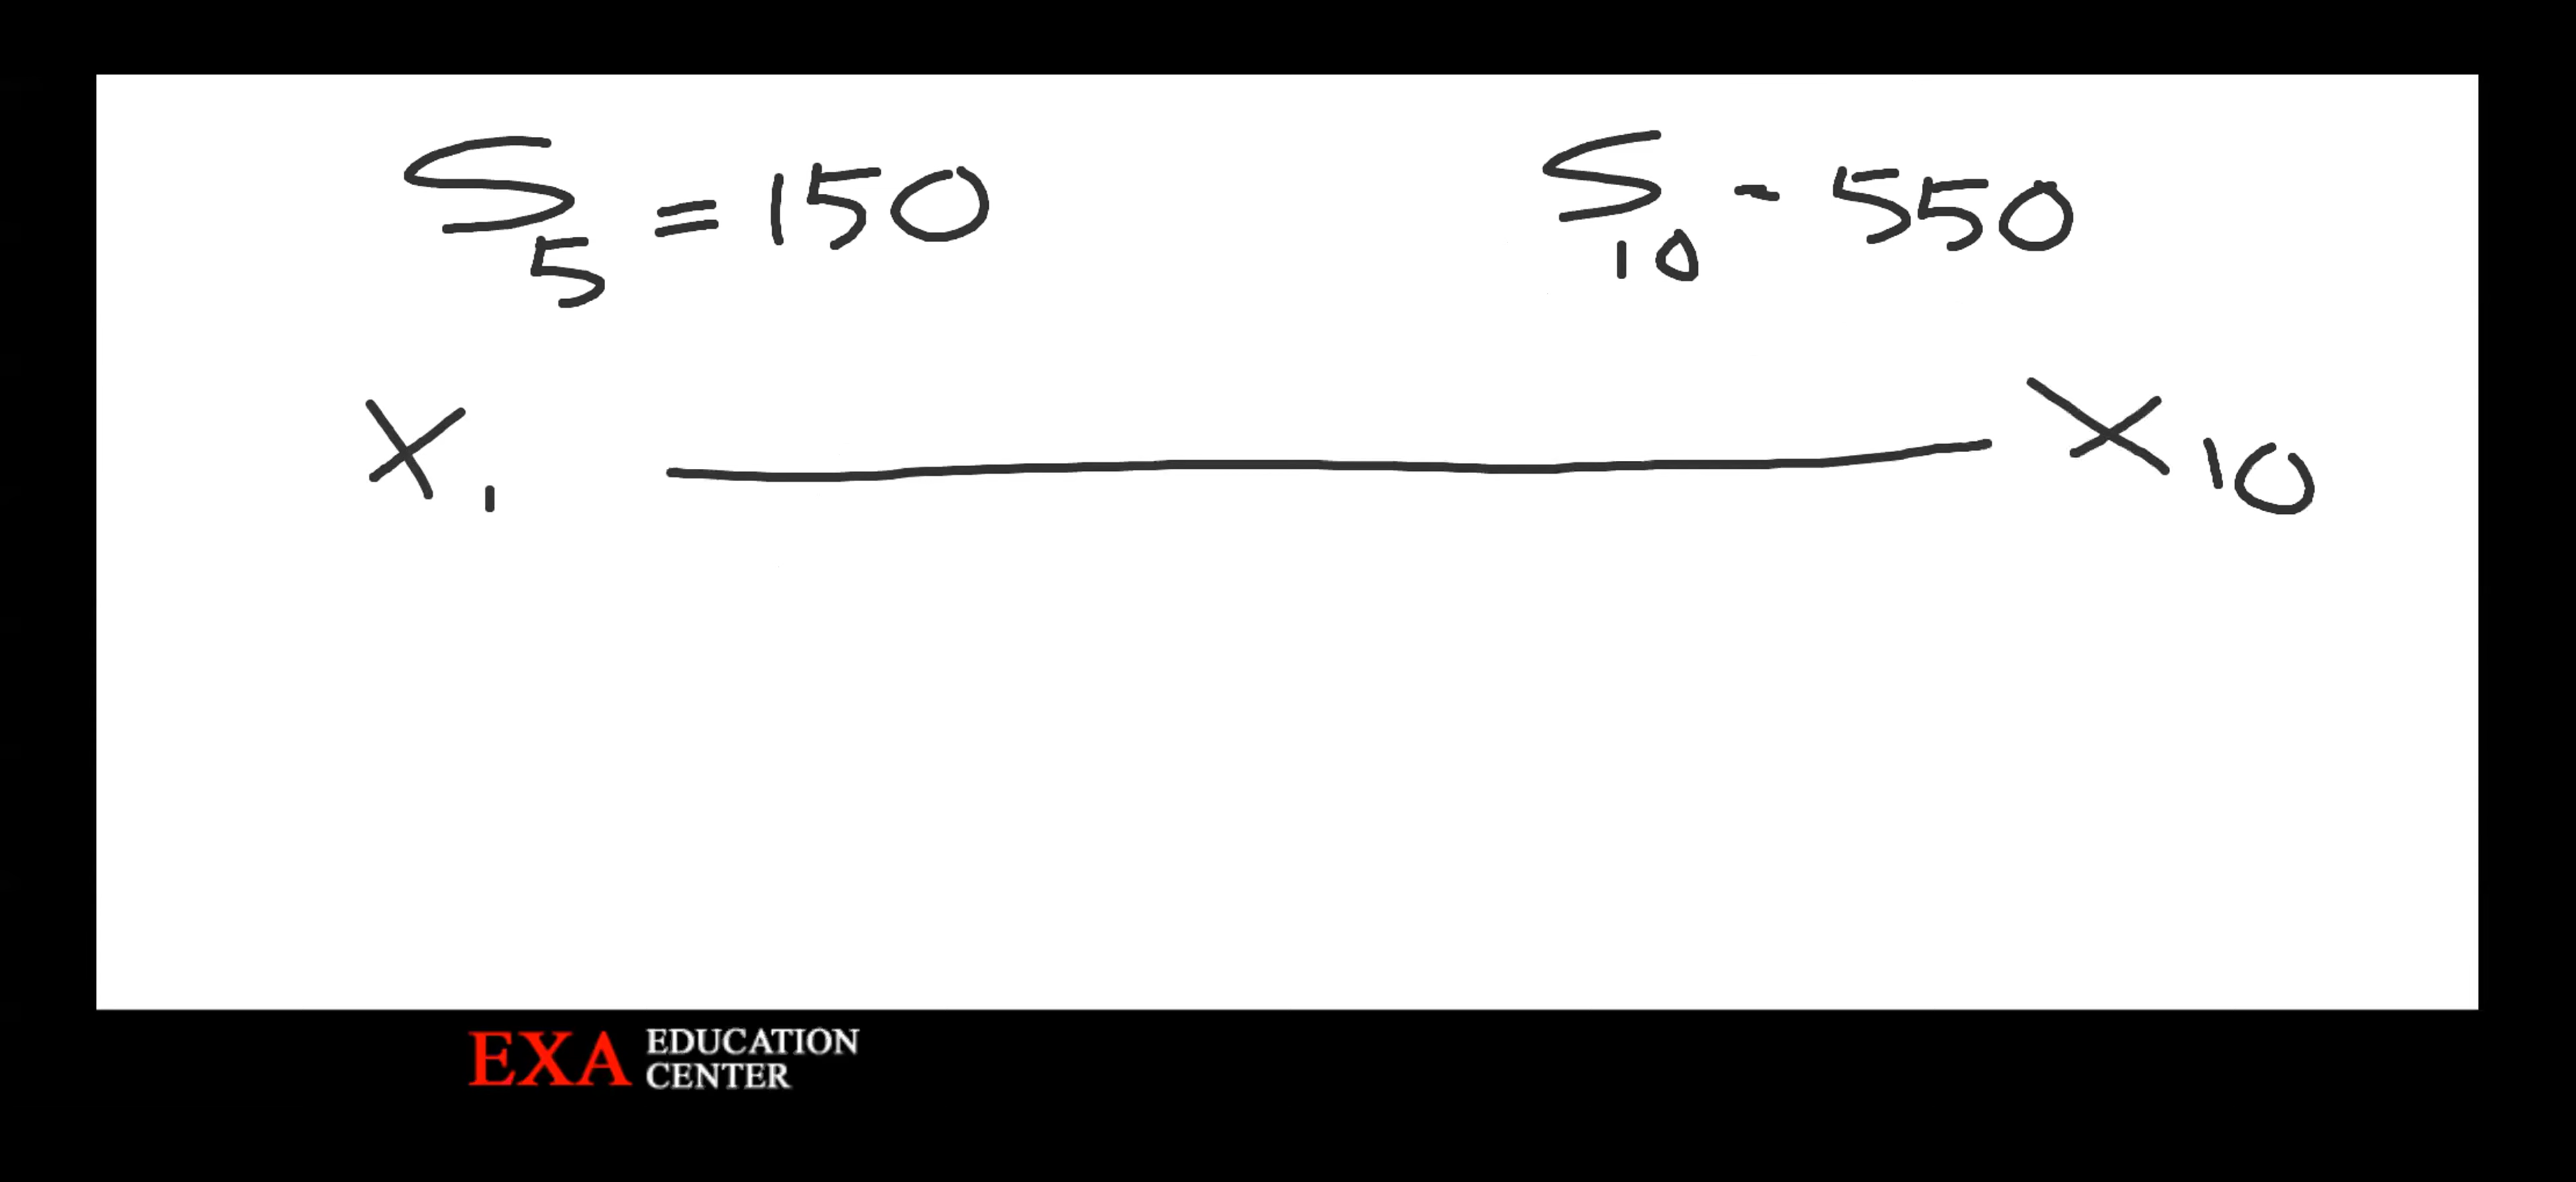 S₅ = 150 S₁₀ - 550
X₁ X₁₀
EXA EDUCATION
CENTER